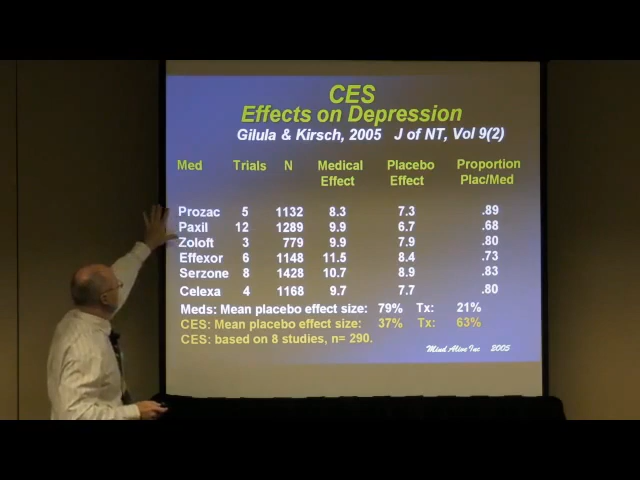 CES
Effects on Depression
Gilula & Kirsch, 2005 J of NT, Vol 9(2)
Med Trials N Medical Effect Placebo Effect Proportion Plac/Med
Prozac 5 1132 8.3 7.3 .89
Paxil 12 1289 9.9 6.7 .68
Zoloft 3 779 9.9 7.9 .80
Effexor 6 1148 11.5 8.4 .73
Serzone 8 1428 10.7 8.9 .83
Celexa 4 1168 9.7 7.7 .80
Meds: Mean placebo effect size: 79% Tx: 21%
CES: Mean placebo effect size: 37% Tx: 63%
CES: based on 8 studies, n= 290.
Mind Alive Inc 2005